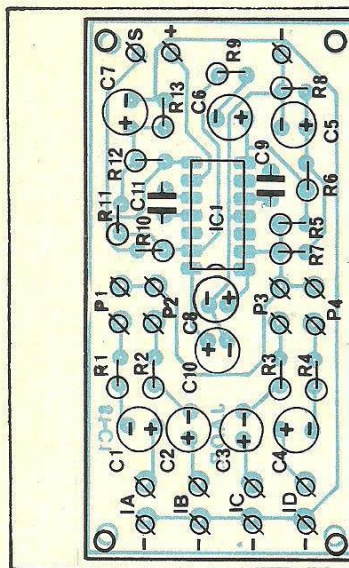 C1 R1 P1 R11 R12 C7 S
– IA R2 R10 C11 R13 +
– IB C2 P2
C10 C8 IC1 C6 R9
– IC C3 R3 P3 C9
– ID C4 R4 R7 R5 R6 R8 –
P4 C5